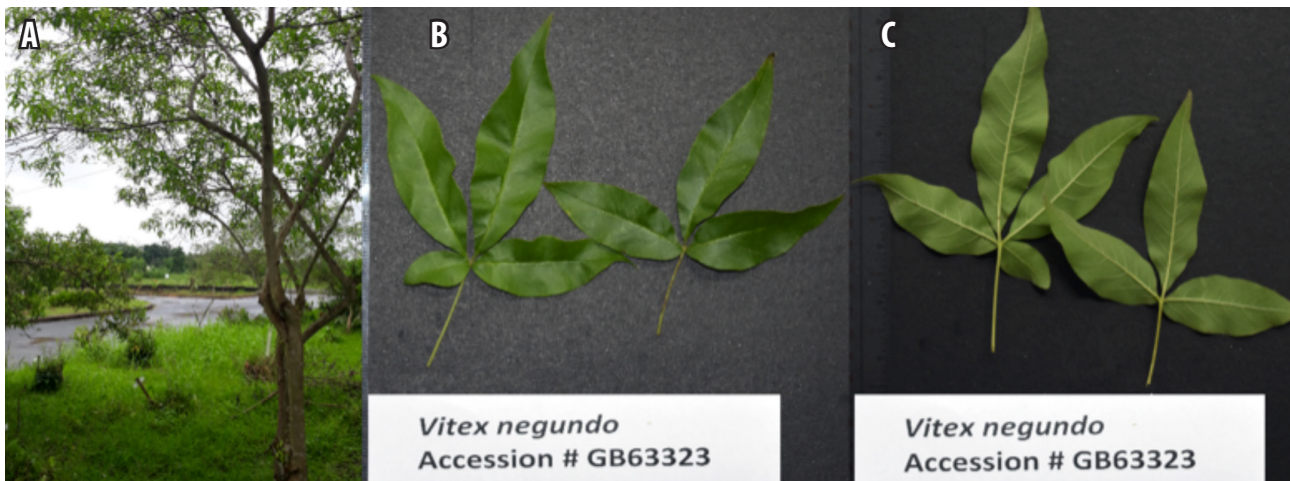 A
B
C
Vitex negundo
Accession # GB63323
Vitex negundo
Accession # GB63323